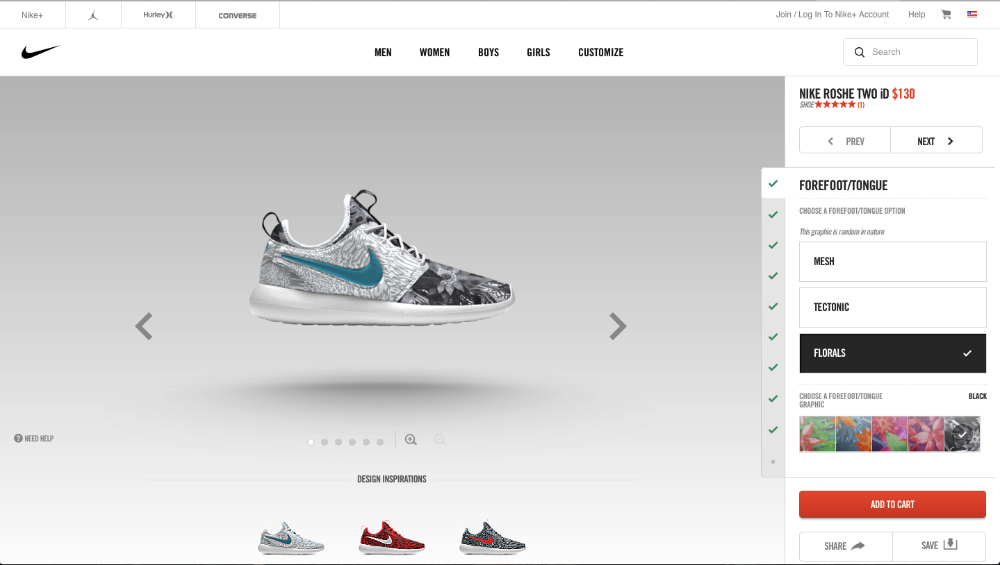 Nike+
Hurley
CONVERSE
Join / Log In To Nike+ Account
Help
MEN
WOMEN
BOYS
GIRLS
CUSTOMIZE
Search
NIKE ROSHE TWO iD $130
SHOE (1)
PREV
NEXT
FOREFOOT/TONGUE
CHOOSE A FOREFOOT/TONGUE OPTION
This graphic is random in nature
MESH
TECTONIC
FLORALS
CHOOSE A FOREFOOT/TONGUE
GRAPHIC
BLACK
? NEED HELP
DESIGN INSPIRATIONS
ADD TO CART
SHARE
SAVE